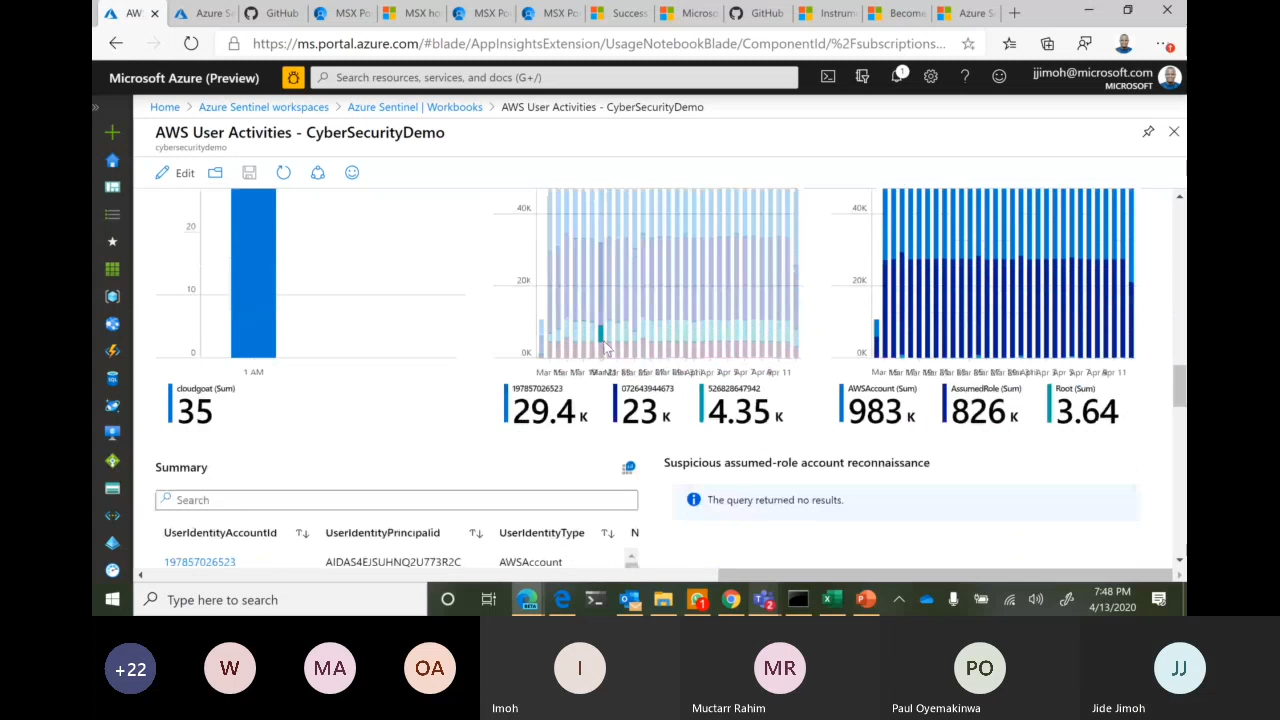 AW
Azure Se
GitHub
MSX Po
MSX ho
MSX Po
MSX Po
Success
Microso
GitHub
Instrum
Become
Azure Se
https://ms.portal.azure.com/#blade/AppInsightsExtension/UsageNotebookBlade/ComponentId/%2Fsubscriptions...
Microsoft Azure (Preview)
Search resources, services, and docs (G+/)
1
jjimoh@microsoft.com
MICROSOFT
Home > Azure Sentinel workspaces > Azure Sentinel | Workbooks > AWS User Activities - CyberSecurityDemo
AWS User Activities - CyberSecurityDemo
cybersecuritydemo
Edit
20
10
0
1 AM
cloudgoat (Sum)
35
40K
20K
0K
197857026523
29.4 K
072643944673
23 K
526828647942
4.35 K
40K
20K
0K
AWSAccount (Sum)
983 K
AssumedRole (Sum)
826 K
Root (Sum)
3.64
Summary
Search
UserIdentityAccountId
UserIdentityPrincipalid
UserIdentityType
N
197857026523
AIDAS4EJSUHNQ2U773R2C
AWSAccount
Suspicious assumed-role account reconnaissance
The query returned no results.
Type here to search
BETA
1
2
7:48 PM
4/13/2020
+22
W
MA
OA
I
Imoh
MR
Muctarr Rahim
PO
Paul Oyemakinwa
JJ
Jide Jimoh